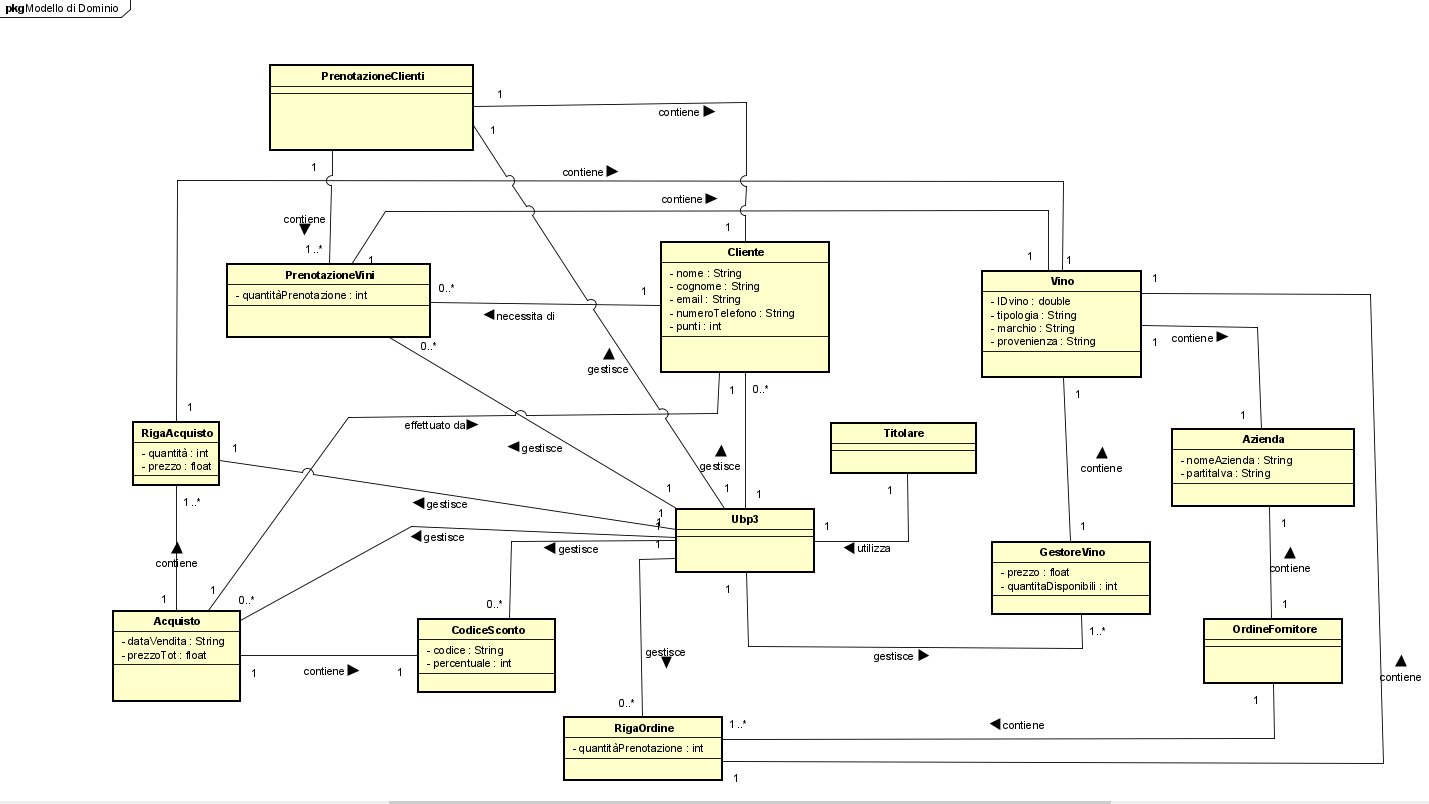 pkg Modello di Dominio
PrenotazioneClienti
1
contiene
1
1
contiene
contiene
contiene
1..*
1
1
1
1
PrenotazioneVini
- quantitàPrenotazione : int
Cliente
- nome : String
- cognome : String
- email : String
- numeroTelefono : String
- punti : int
Vino
- IDvino : double
- tipologia : String
- marchio : String
- provenienza : String
1
0..*
1
necessita di
0..*
1
contiene
gestisce
1
0..*
1
1
1
RigaAcquisto
- quantità : int
- prezzo : float
1
effettuato da
gestisce
gestisce
Titolare
Azienda
- nomeAzienda : String
- partitaIva : String
contiene
1..*
gestisce
1
1
1
1
1
1
1
Ubp3
1
utilizza
1
1
gestisce
gestisce
contiene
GestoreVino
- prezzo : float
- quantitaDisponibili : int
contiene
1
1
0..*
0..*
1
1
Acquisto
- dataVendita : String
- prezzoTot : float
CodiceSconto
- codice : String
- percentuale : int
1..*
OrdineFornitore
1
contiene
1
gestisce
gestisce
contiene
0..*
1
RigaOrdine
- quantitàPrenotazione : int
1..*
contiene
1